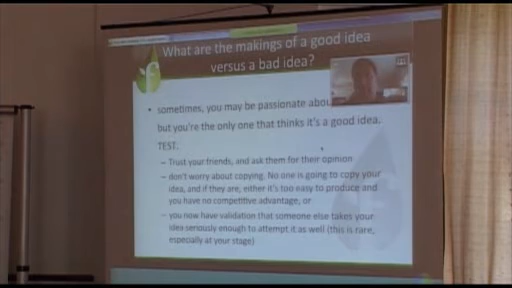 What are the makings of a good idea
versus a bad idea?
• sometimes, you may be passionate abou
but you're the only one that thinks it's a good idea.
TEST:
– Trust your friends, and ask them for their opinion
– don't worry about copying. No one is going to copy your
idea, and if they are, either it's too easy to produce and
you have no competitive advantage, or
– you now have validation that someone else takes your
idea seriously enough to attempt it as well (this is rare,
especially at your stage)